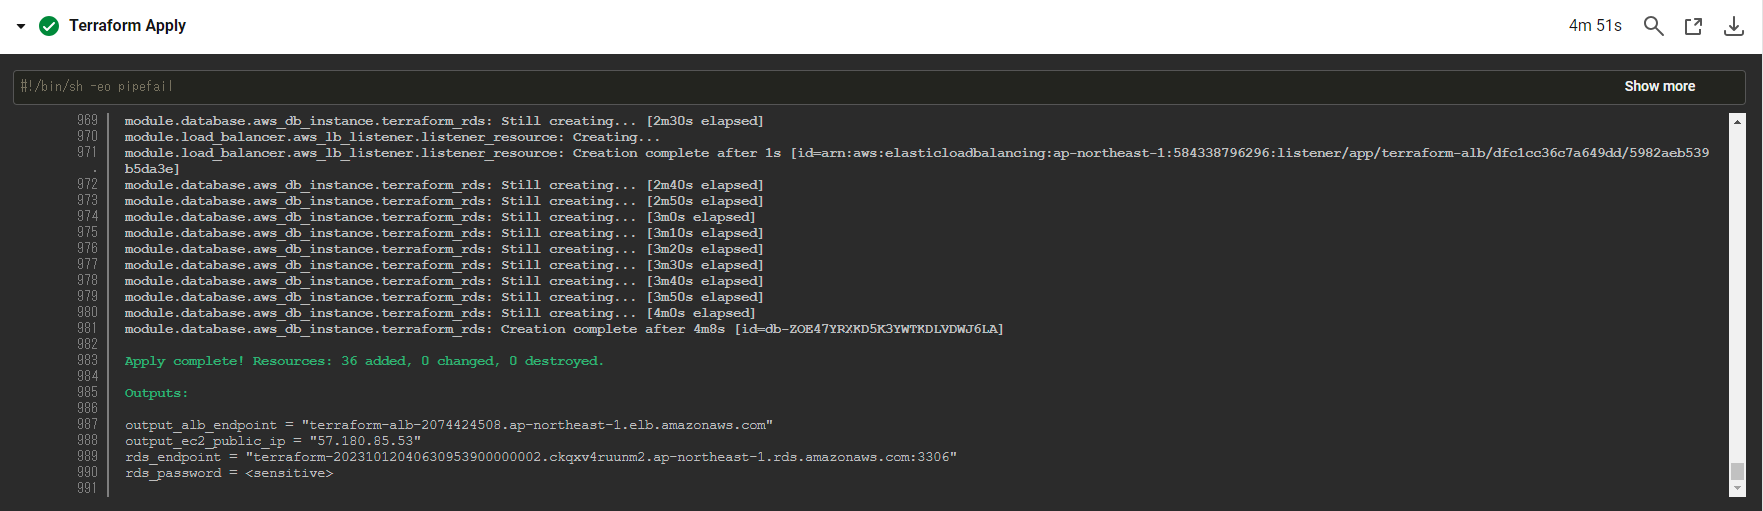 Terraform Apply
4m 51s
#!/bin/sh -eo pipefail
Show more
969 module.database.aws_db_instance.terraform_rds: Still creating... [2m30s elapsed]
970 module.load_balancer.aws_lb_listener.listener_resource: Creating...
971 module.load_balancer.aws_lb_listener.listener_resource: Creation complete after 1s [id=arn:aws:elasticloadbalancing:ap-northeast-1:584338796296:listener/app/terraform-alb/dfc1cc36c7a649dd/5982aeb539
. b5da3e]
972 module.database.aws_db_instance.terraform_rds: Still creating... [2m40s elapsed]
973 module.database.aws_db_instance.terraform_rds: Still creating... [2m50s elapsed]
974 module.database.aws_db_instance.terraform_rds: Still creating... [3m0s elapsed]
975 module.database.aws_db_instance.terraform_rds: Still creating... [3m10s elapsed]
976 module.database.aws_db_instance.terraform_rds: Still creating... [3m20s elapsed]
977 module.database.aws_db_instance.terraform_rds: Still creating... [3m30s elapsed]
978 module.database.aws_db_instance.terraform_rds: Still creating... [3m40s elapsed]
979 module.database.aws_db_instance.terraform_rds: Still creating... [3m50s elapsed]
980 module.database.aws_db_instance.terraform_rds: Still creating... [4m0s elapsed]
981 module.database.aws_db_instance.terraform_rds: Creation complete after 4m8s [id=db-ZOE47YRXKD5K3YWTKDLVDWJ6LA]
982
983 Apply complete! Resources: 36 added, 0 changed, 0 destroyed.
984
985 Outputs:
986
987 output_alb_endpoint = "terraform-alb-2074424508.ap-northeast-1.elb.amazonaws.com"
988 output_ec2_public_ip = "57.180.85.53"
989 rds_endpoint = "terraform-20231012040630953900000002.ckqxv4ruunm2.ap-northeast-1.rds.amazonaws.com:3306"
990 rds_password = <sensitive>
991